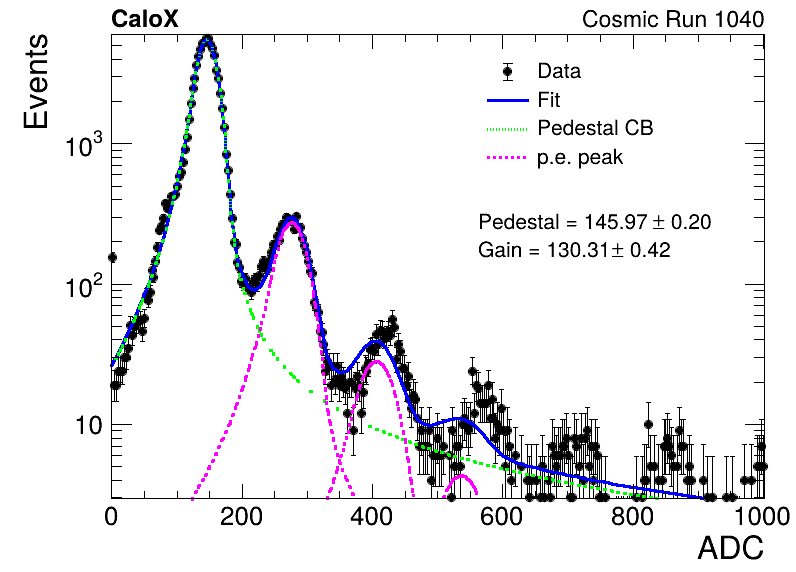 CaloX Cosmic Run 1040
Events
Data
Fit
Pedestal CB
p.e. peak
Pedestal = 145.97 ± 0.20
Gain = 130.31± 0.42
10³
10²
10
0 200 400 600 800 1000
ADC